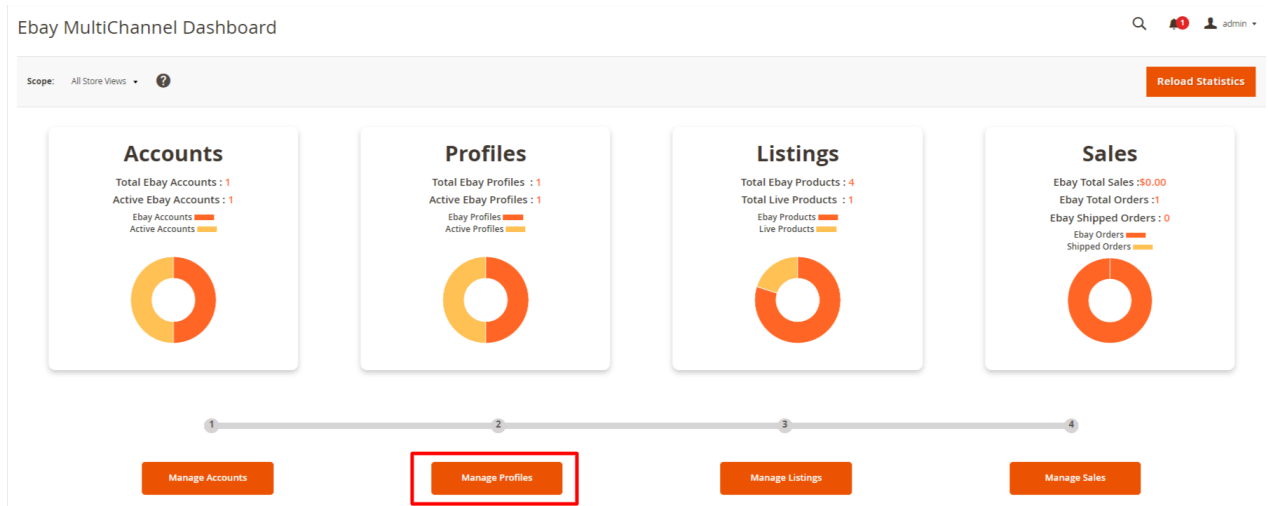 Ebay MultiChannel Dashboard
1
admin
Scope: All Store Views ?
Reload Statistics
Accounts
Total Ebay Accounts : 1
Active Ebay Accounts : 1
Ebay Accounts
Active Accounts
Profiles
Total Ebay Profiles : 1
Active Ebay Profiles : 1
Ebay Profiles
Active Profiles
Listings
Total Ebay Products : 4
Total Live Products : 1
Ebay Products
Live Products
Sales
Ebay Total Sales :$0.00
Ebay Total Orders :1
Ebay Shipped Orders : 0
Ebay Orders
Shipped Orders
1
2
3
4
Manage Accounts
Manage Profiles
Manage Listings
Manage Sales